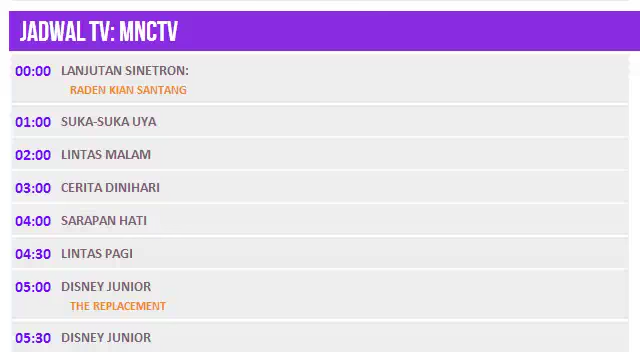 JADWAL TV: MNCTV
00:00 LANJUTAN SINETRON:
RADEN KIAN SANTANG
01:00 SUKA-SUKA UYA
02:00 LINTAS MALAM
03:00 CERITA DINIHARI
04:00 SARAPAN HATI
04:30 LINTAS PAGI
05:00 DISNEY JUNIOR
THE REPLACEMENT
05:30 DISNEY JUNIOR